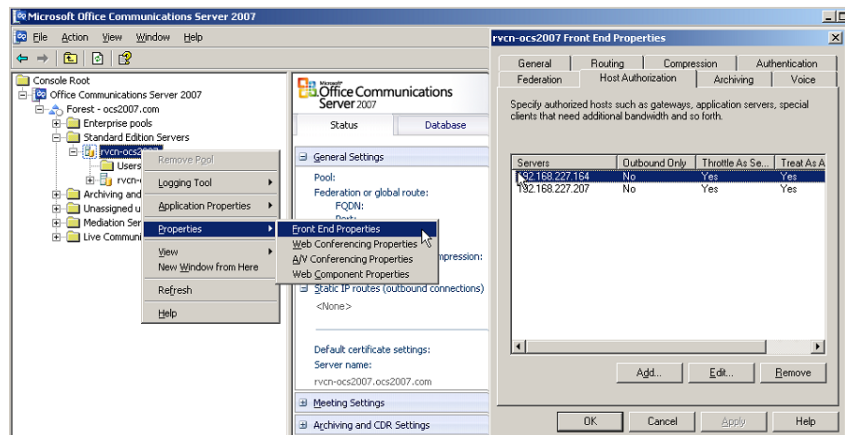 Microsoft Office Communications Server 2007
File Action View Window Help
Console Root
Office Communications Server 2007
Forest - ocs2007.com
Enterprise pools
Standard Edition Servers
rvcn-ocs2007
Users
rvcn-
Archiving and
Unassigned u
Mediation Ser
Live Communi
Remove Pool
Logging Tool
Application Properties
Properties
View
New Window from Here
Refresh
Help
Front End Properties
Web Conferencing Properties
A/V Conferencing Properties
Web Component Properties
Microsoft
Office Communications
Server 2007
Status Database
General Settings
Pool:
Federation or global route:
FQDN:
Port:
mpression:
Static IP routes (outbound connections)
<None>
Default certificate settings:
Server name:
rvcn-ocs2007.ocs2007.com
Meeting Settings
Archiving and CDR Settings
rvcn-ocs2007 Front End Properties
General Routing Compression Authentication
Federation Host Authorization Archiving Voice
Specify authorized hosts such as gateways, application servers, special
clients that need additional bandwidth and so forth.
Servers Outbound Only Throttle As Se... Treat As A
192.168.227.164 No Yes Yes
192.168.227.207 No Yes Yes
Add... Edit... Remove
OK Cancel Apply Help